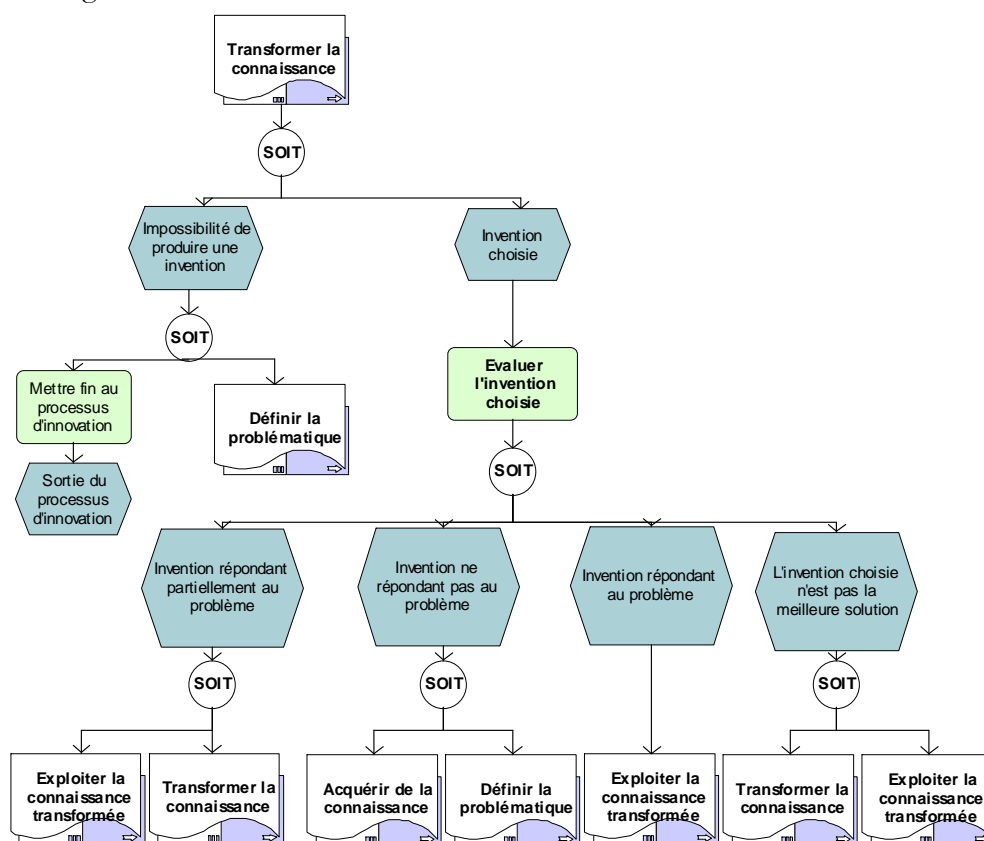 Transformer la
connaissance
SOIT
Impossibilité de
produire une
invention
Invention
choisie
SOIT
Mettre fin au
processus
d'innovation
Définir la
problématique
Evaluer
l'invention
choisie
Sortie du
processus
d'innovation
SOIT
Invention répondant
partiellement au
problème
Invention ne
répondant pas au
problème
Invention répondant
au problème
L'invention choisie
n'est pas la
meilleure solution
SOIT
SOIT
SOIT
Exploiter la
connaissance
transformée
Transformer la
connaissance
Acquérir de la
connaissance
Définir la
problématique
Exploiter la
connaissance
transformée
Transformer la
connaissance
Exploiter la
connaissance
transformée